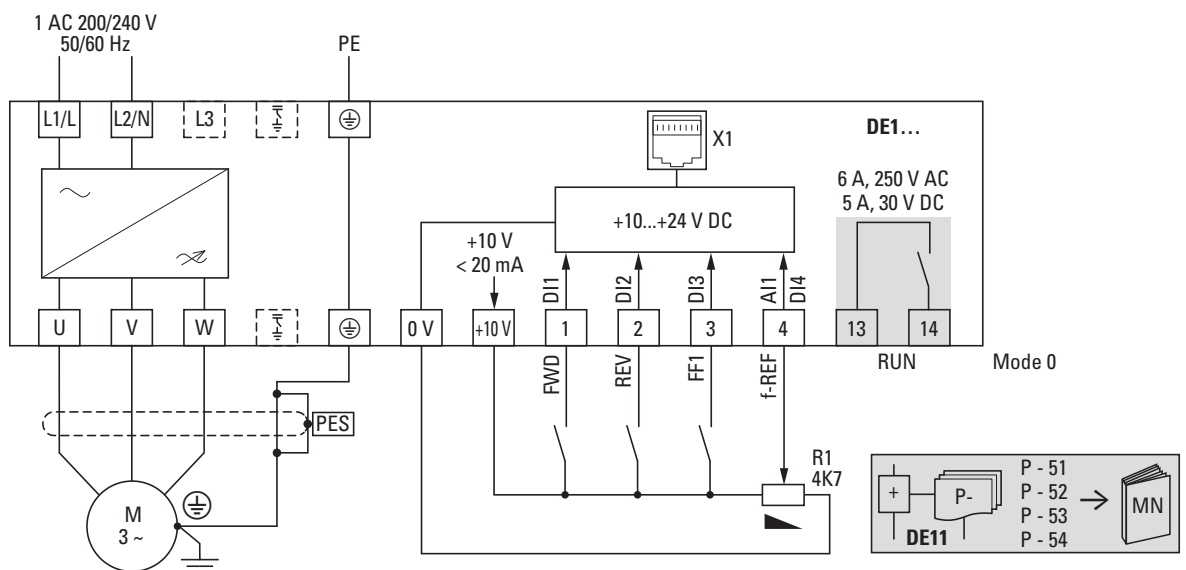 1 AC 200/240 V
50/60 Hz
PE
L1/L
L2/N
L3
X1
DE1…
6 A, 250 V AC
5 A, 30 V DC
+10...+24 V DC
+10 V
< 20 mA
DI1
DI2
DI3
AI1
DI4
U
V
W
0 V
+10 V
1
2
3
4
13
14
FWD
REV
FF1
f-REF
RUN
Mode 0
PES
R1
4K7
M
3 ~
+
P-
DE11
P - 51
P - 52
P - 53
P - 54
MN